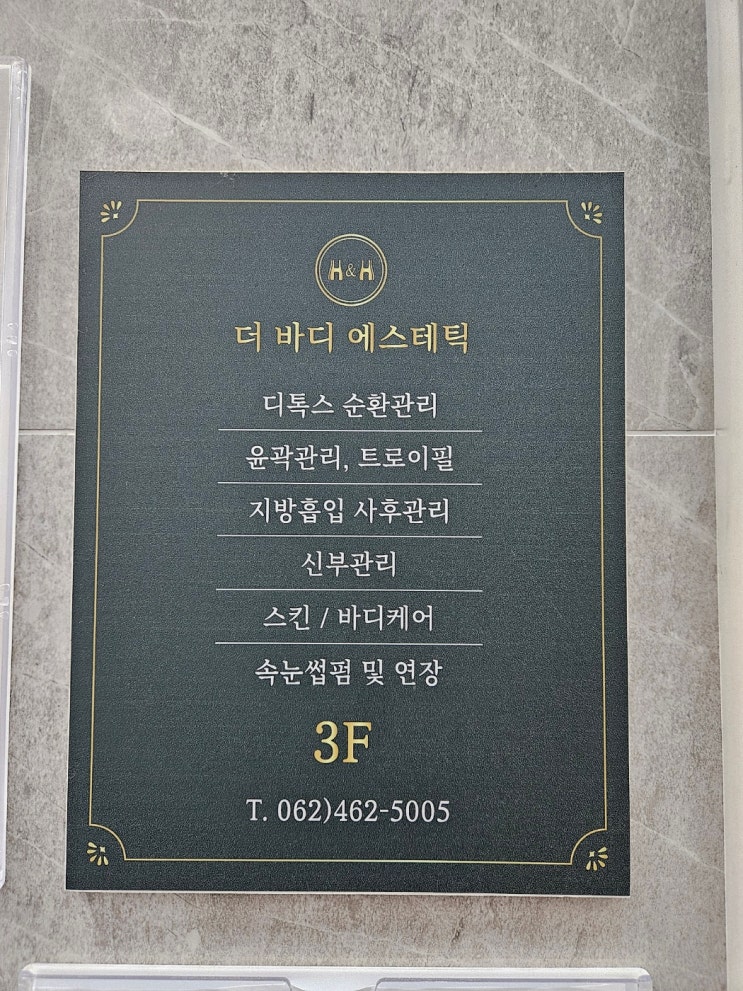 H&H
더 바디 에스테틱
디톡스 순환관리
윤곽관리, 트로이필
지방흡입 사후관리
신부관리
스킨 / 바디케어
속눈썹펌 및 연장
3F
T. 062)462-5005